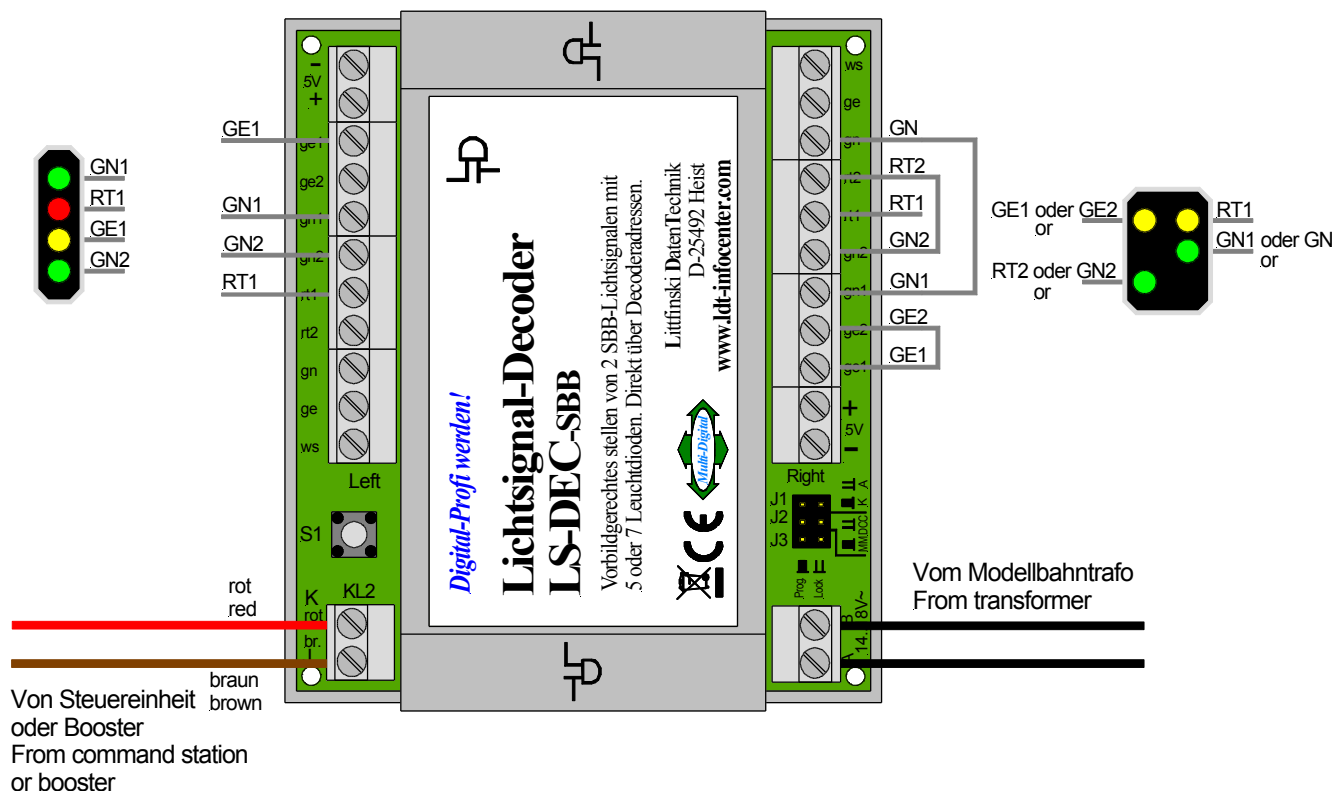 GN1
RT1
GE1
GN2
GE1
GN1
GN2
RT1
-
5V
+
ge1
ge2
gn1
gn2
rt1
rt2
gn
ge
ws
Left
S1
K
KL2
rot
br.
rot
red
braun
brown
Von Steuereinheit
oder Booster
From command station
or booster
Digital-Profi werden!
Lichtsignal-Decoder
LS-DEC-SBB
Vorbildgerechtes stellen von 2 SBB-Lichtsignalen mit
5 oder 7 Leuchtdioden. Direkt über Decoderadressen.
Littfinski DatenTechnik
D-25492 Heist
www.ldt-infocenter.com
Multi-Digital
CE
ws
ge
gn
rt2
rt1
gn2
gn1
ge2
ge1
+
5V
-
Right
J1
J2
J3
A
K
DCC
MM
Prog
Lock
B
A
GN
RT2
RT1
GN2
GN1
GE2
GE1
GE1 oder GE2
or
RT2 oder GN2
or
RT1
GN1 oder GN
or
Vom Modellbahntrafo
From transformer